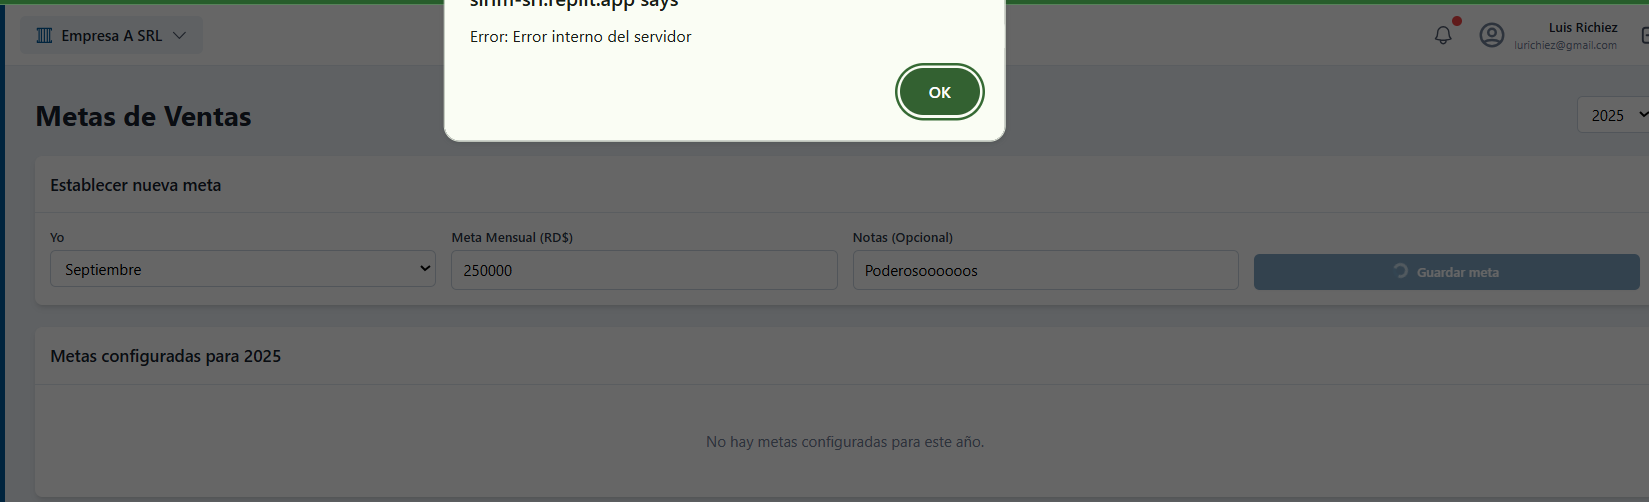 sirim-srl.replit.app says
Error: Error interno del servidor
OK
Empresa A SRL
Luis Richiez
lurichiez@gmail.com
Metas de Ventas
2025
Establecer nueva meta
Yo
Meta Mensual (RD$)
Notas (Opcional)
Septiembre
250000
Poderosoooooos
Guardar meta
Metas configuradas para 2025
No hay metas configuradas para este año.